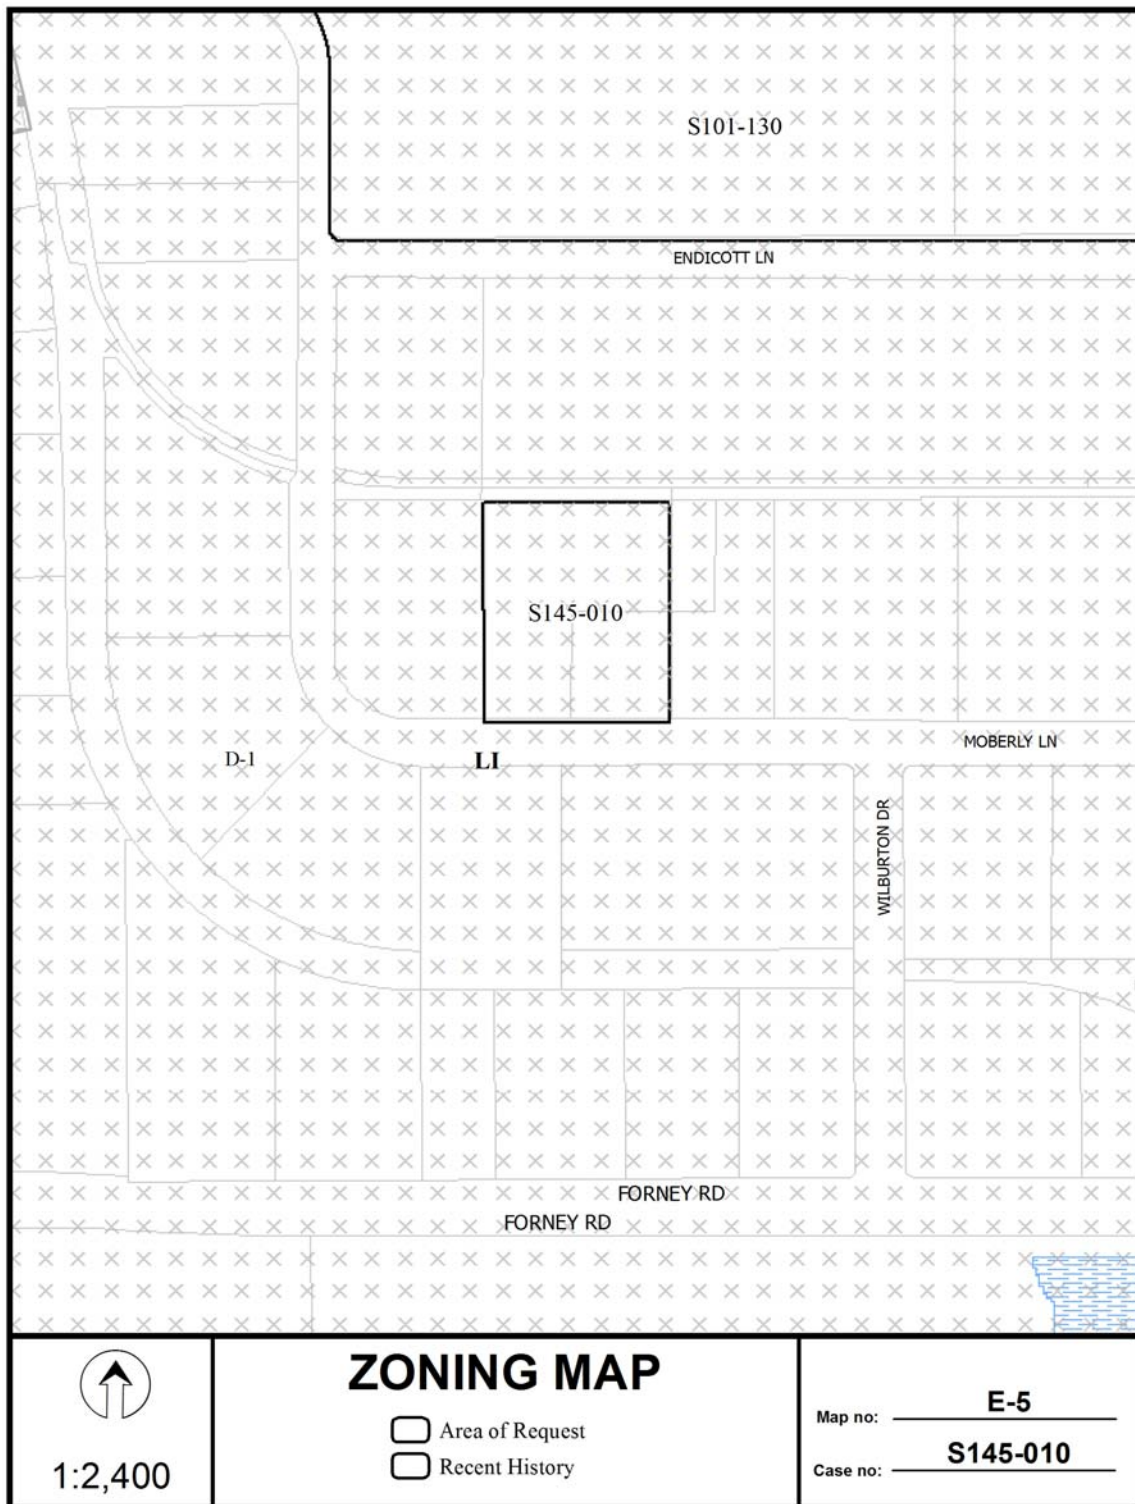 S101-130
ENDICOTT LN
S145-010
MOBERLY LN
D-1
LI
WILBURTON DR
FORNEY RD
FORNEY RD
1:2,400
ZONING MAP
Area of Request
Recent History
Map no: E-5
Case no: S145-010